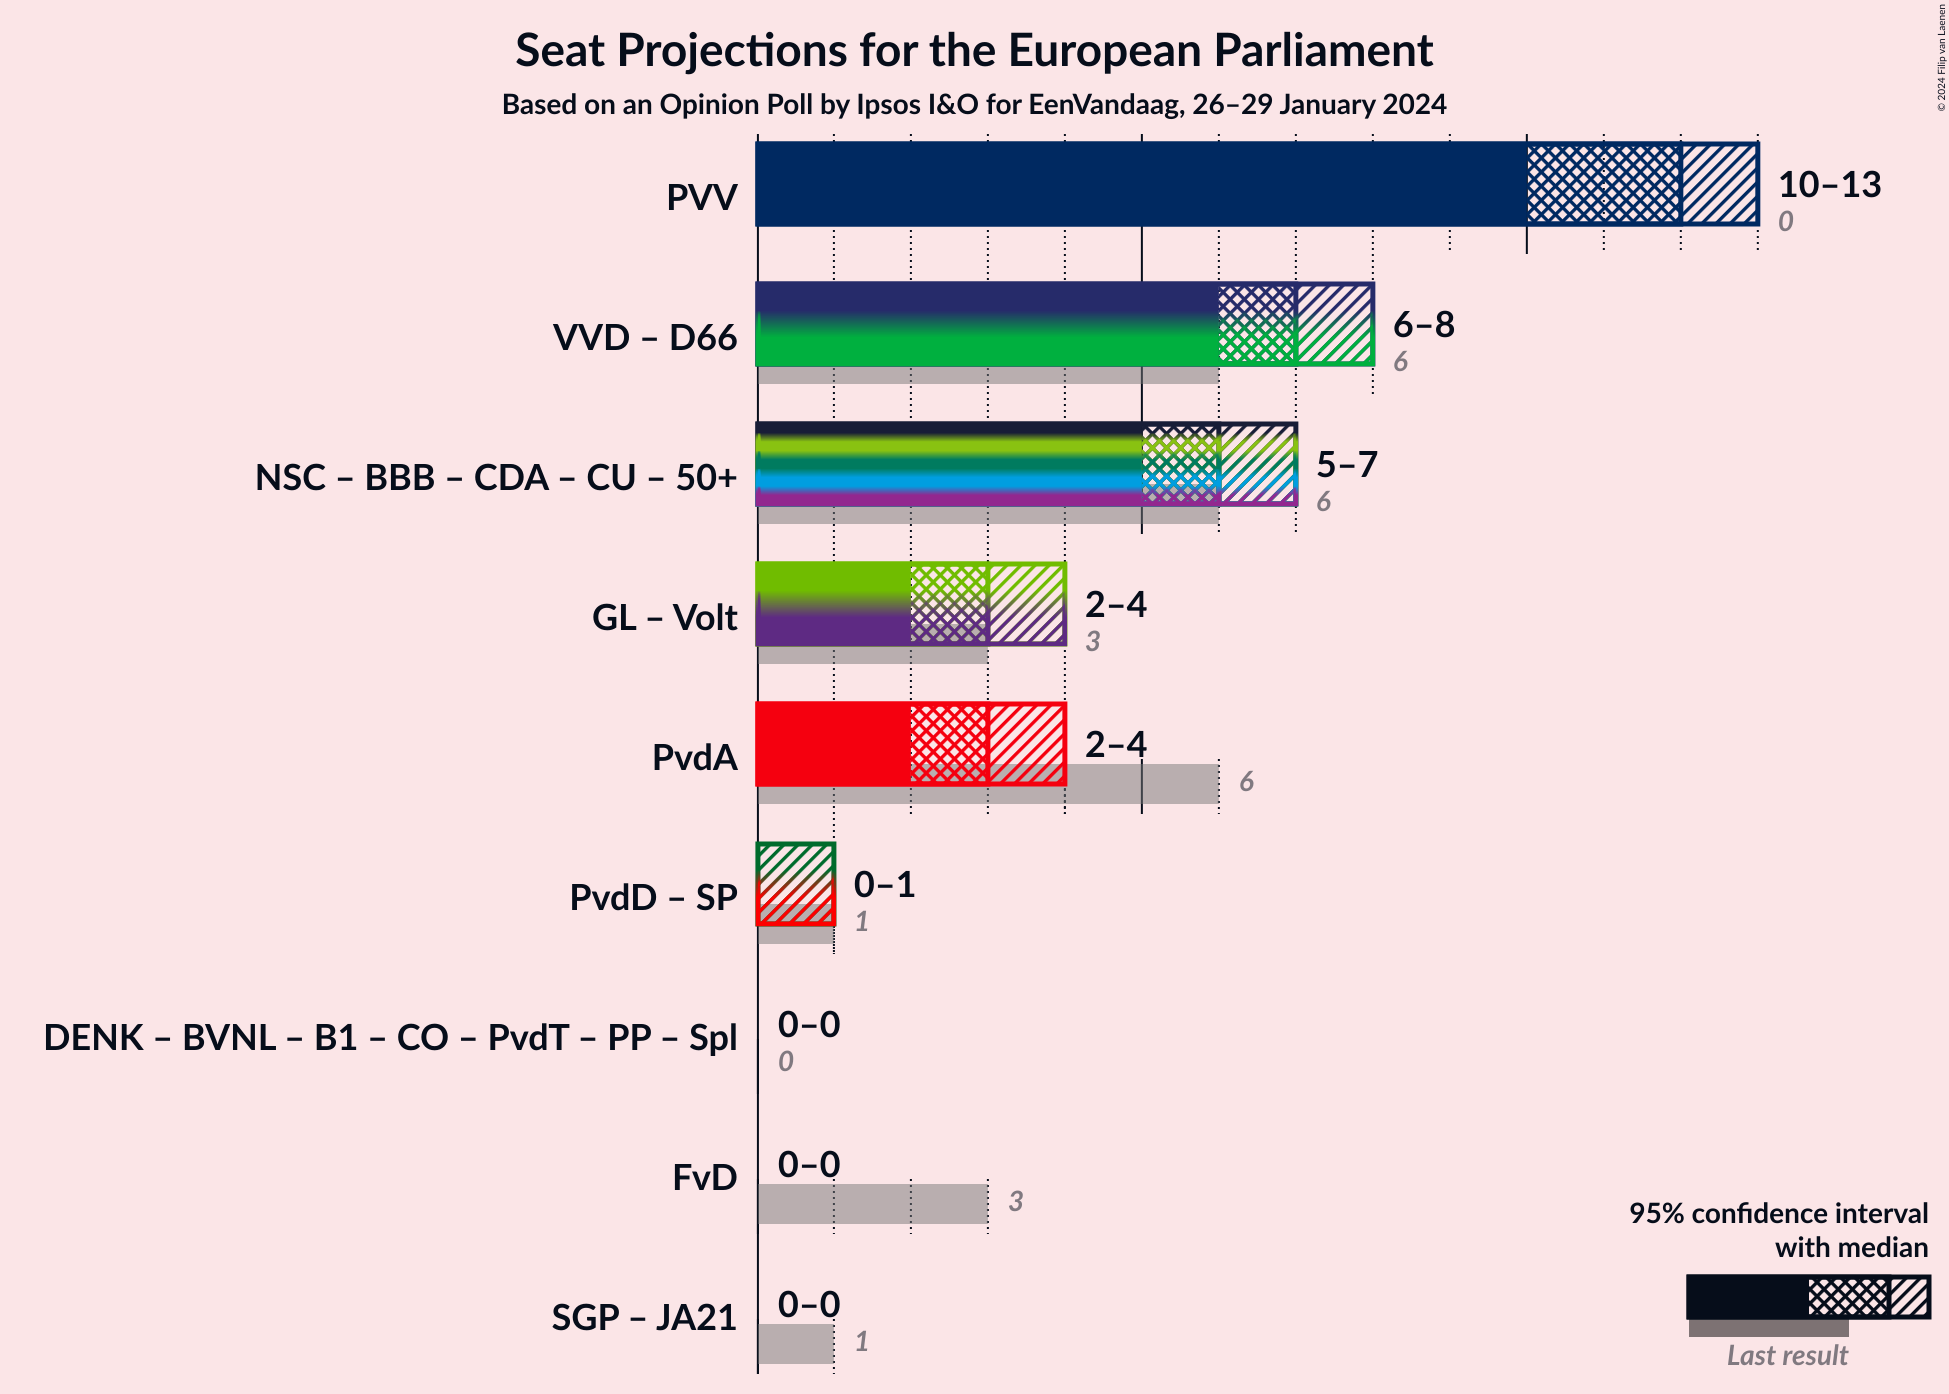 Seat Projections for the European Parliament
Based on an Opinion Poll by Ipsos I&O for EenVandaag, 26–29 January 2024
© 2024 Filip van Laenen
PVV
10–13
0
VVD – D66
6–8
6
NSC – BBB – CDA – CU – 50+
5–7
6
GL – Volt
2–4
3
PvdA
2–4
6
PvdD – SP
0–1
1
DENK – BVNL – B1 – CO – PvdT – PP – Spl
0–0
0
FvD
0–0
3
SGP – JA21
0–0
1
95% confidence interval
with median
Last result